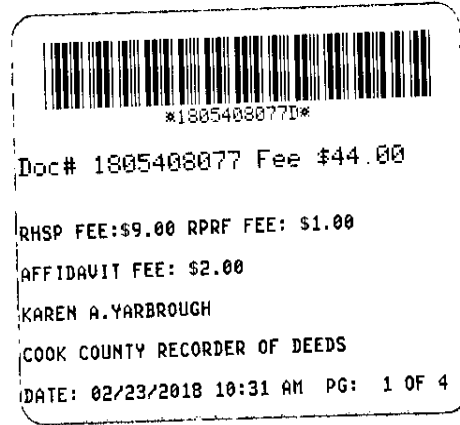 *1805408077D*
Doc# 1805408077 Fee $44.00
RHSP FEE:$9.00 RPRF FEE: $1.00
AFFIDAVIT FEE: $2.00
KAREN A.YARBROUGH
COOK COUNTY RECORDER OF DEEDS
DATE: 02/23/2018 10:31 AM PG: 1 OF 4